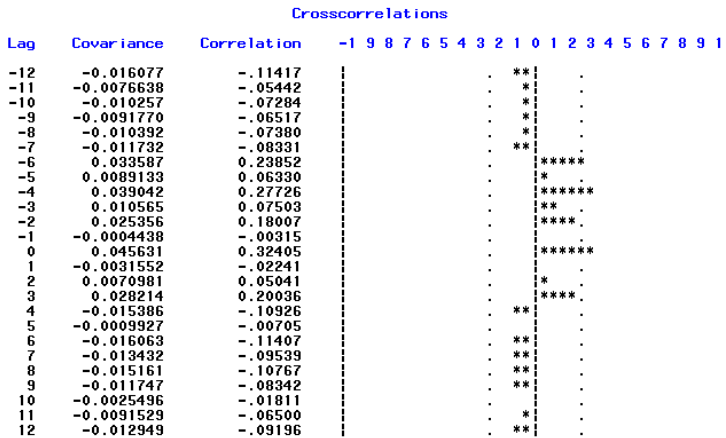 Crosscorrelations
Lag Covariance Correlation -1 9 8 7 6 5 4 3 2 1 0 1 2 3 4 5 6 7 8 9 1
-12 -0.016077 -.11417 | . **| .
-11 -0.0076638 -.05442 | . *| .
-10 -0.010257 -.07284 | . *| .
-9 -0.0091770 -.06517 | . *| .
-8 -0.010392 -.07380 | . *| .
-7 -0.011732 -.08331 | . **| .
-6 0.033587 0.23852 | . |*****
-5 0.0089133 0.06330 | . |* .
-4 0.039042 0.27726 | . |******
-3 0.010565 0.07503 | . |** .
-2 0.025356 0.18007 | . |****.
-1 -0.0004438 -.00315 | . | .
0 0.045631 0.32405 | . |******
1 -0.0031552 -.02241 | . | .
2 0.0070981 0.05041 | . |* .
3 0.028214 0.20036 | . |****.
4 -0.015386 -.10926 | . **| .
5 -0.0009927 -.00705 | . | .
6 -0.016063 -.11407 | . **| .
7 -0.013432 -.09539 | . **| .
8 -0.015161 -.10767 | . **| .
9 -0.011747 -.08342 | . **| .
10 -0.0025496 -.01811 | . | .
11 -0.0091529 -.06500 | . *| .
12 -0.012949 -.09196 | . **| .